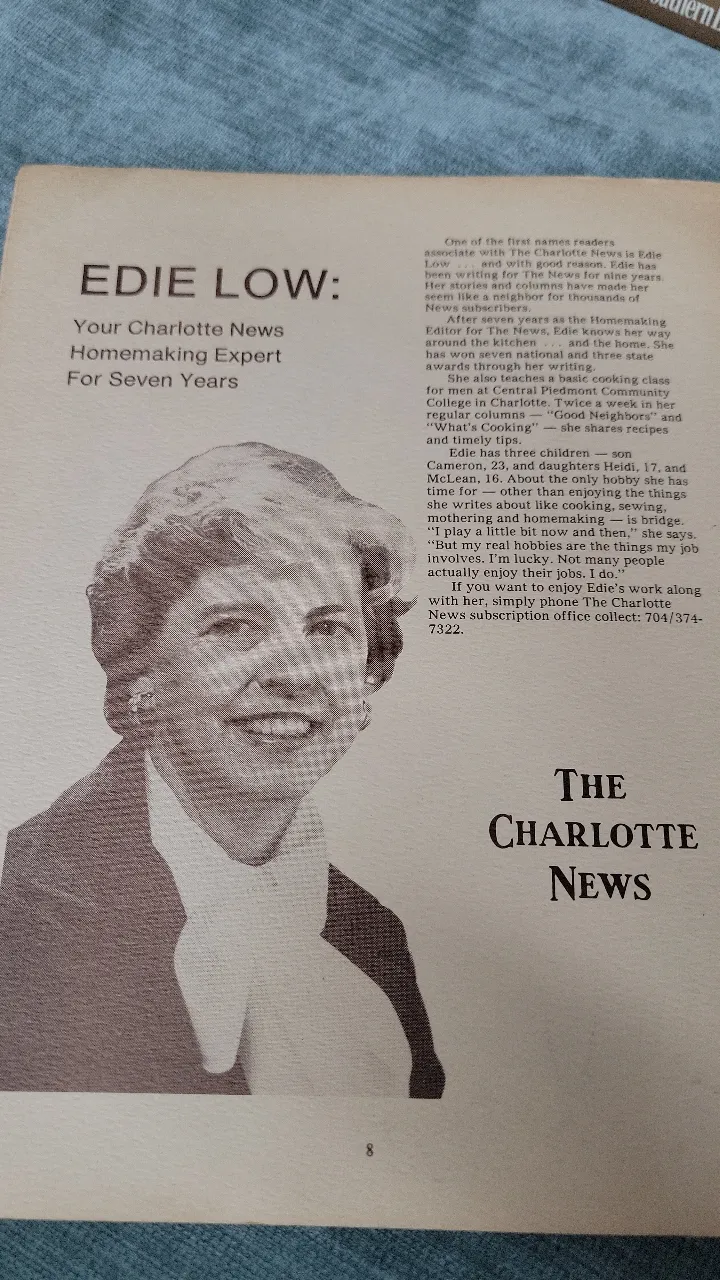 EDIE LOW:
Your Charlotte News
Homemaking Expert
For Seven Years
One of the first names readers
associate with The Charlotte News is Edie
Low . . . and with good reason. Edie has
been writing for The News for nine years.
Her stories and columns have made her
seem like a neighbor for thousands of
News subscribers.
After seven years as the Homemaking
Editor for The News, Edie knows her way
around the kitchen . . . and the home. She
has won seven national and three state
awards through her writing.
She also teaches a basic cooking class
for men at Central Piedmont Community
College in Charlotte. Twice a week in her
regular columns — "Good Neighbors" and
"What's Cooking" — she shares recipes
and timely tips.
Edie has three children — son
Cameron, 23, and daughters Heidi, 17, and
McLean, 16. About the only hobby she has
time for — other than enjoying the things
she writes about like cooking, sewing,
mothering and homemaking — is bridge.
"I play a little bit now and then," she says.
"But my real hobbies are the things my job
involves. I'm lucky. Not many people
actually enjoy their jobs. I do."
If you want to enjoy Edie's work along
with her, simply phone The Charlotte
News subscription office collect: 704/374-
7322.
THE
CHARLOTTE
NEWS
8